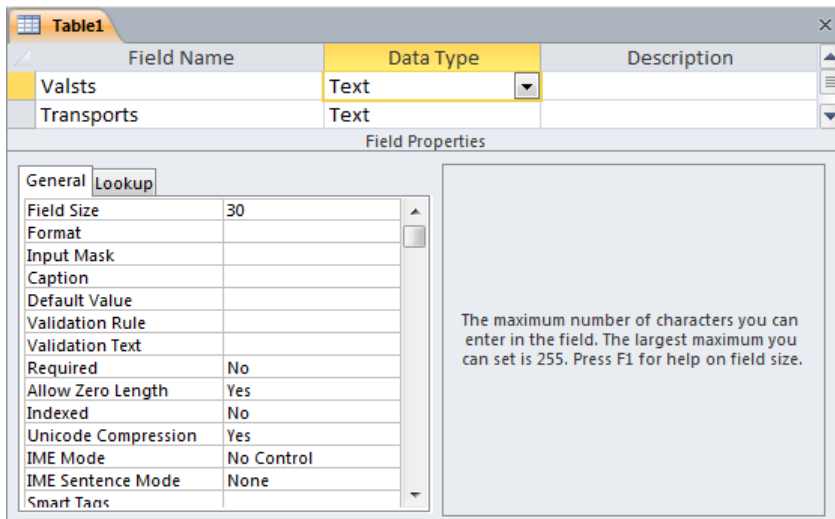 Table1
Field Name Data Type Description
Valsts Text
Transports Text
Field Properties
General Lookup
Field Size 30
Format
Input Mask
Caption
Default Value
Validation Rule
Validation Text
Required No
Allow Zero Length Yes
Indexed No
Unicode Compression Yes
IME Mode No Control
IME Sentence Mode None
Smart Tags
The maximum number of characters you can
enter in the field. The largest maximum you
can set is 255. Press F1 for help on field size.